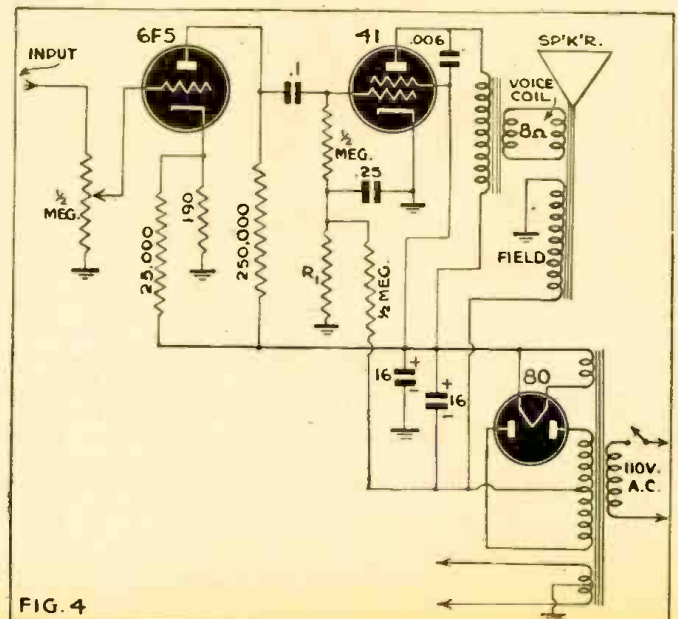 INPUT
6F5
41
.006
SP'K'R.
VOICE
COIL
8Ω
.1
½
MEG.
.25
½
MEG.
25,000
190
250,000
R₁
½ MEG.
FIELD
16
+
-
16
+
-
80
110V.
A.C.
FIG. 4